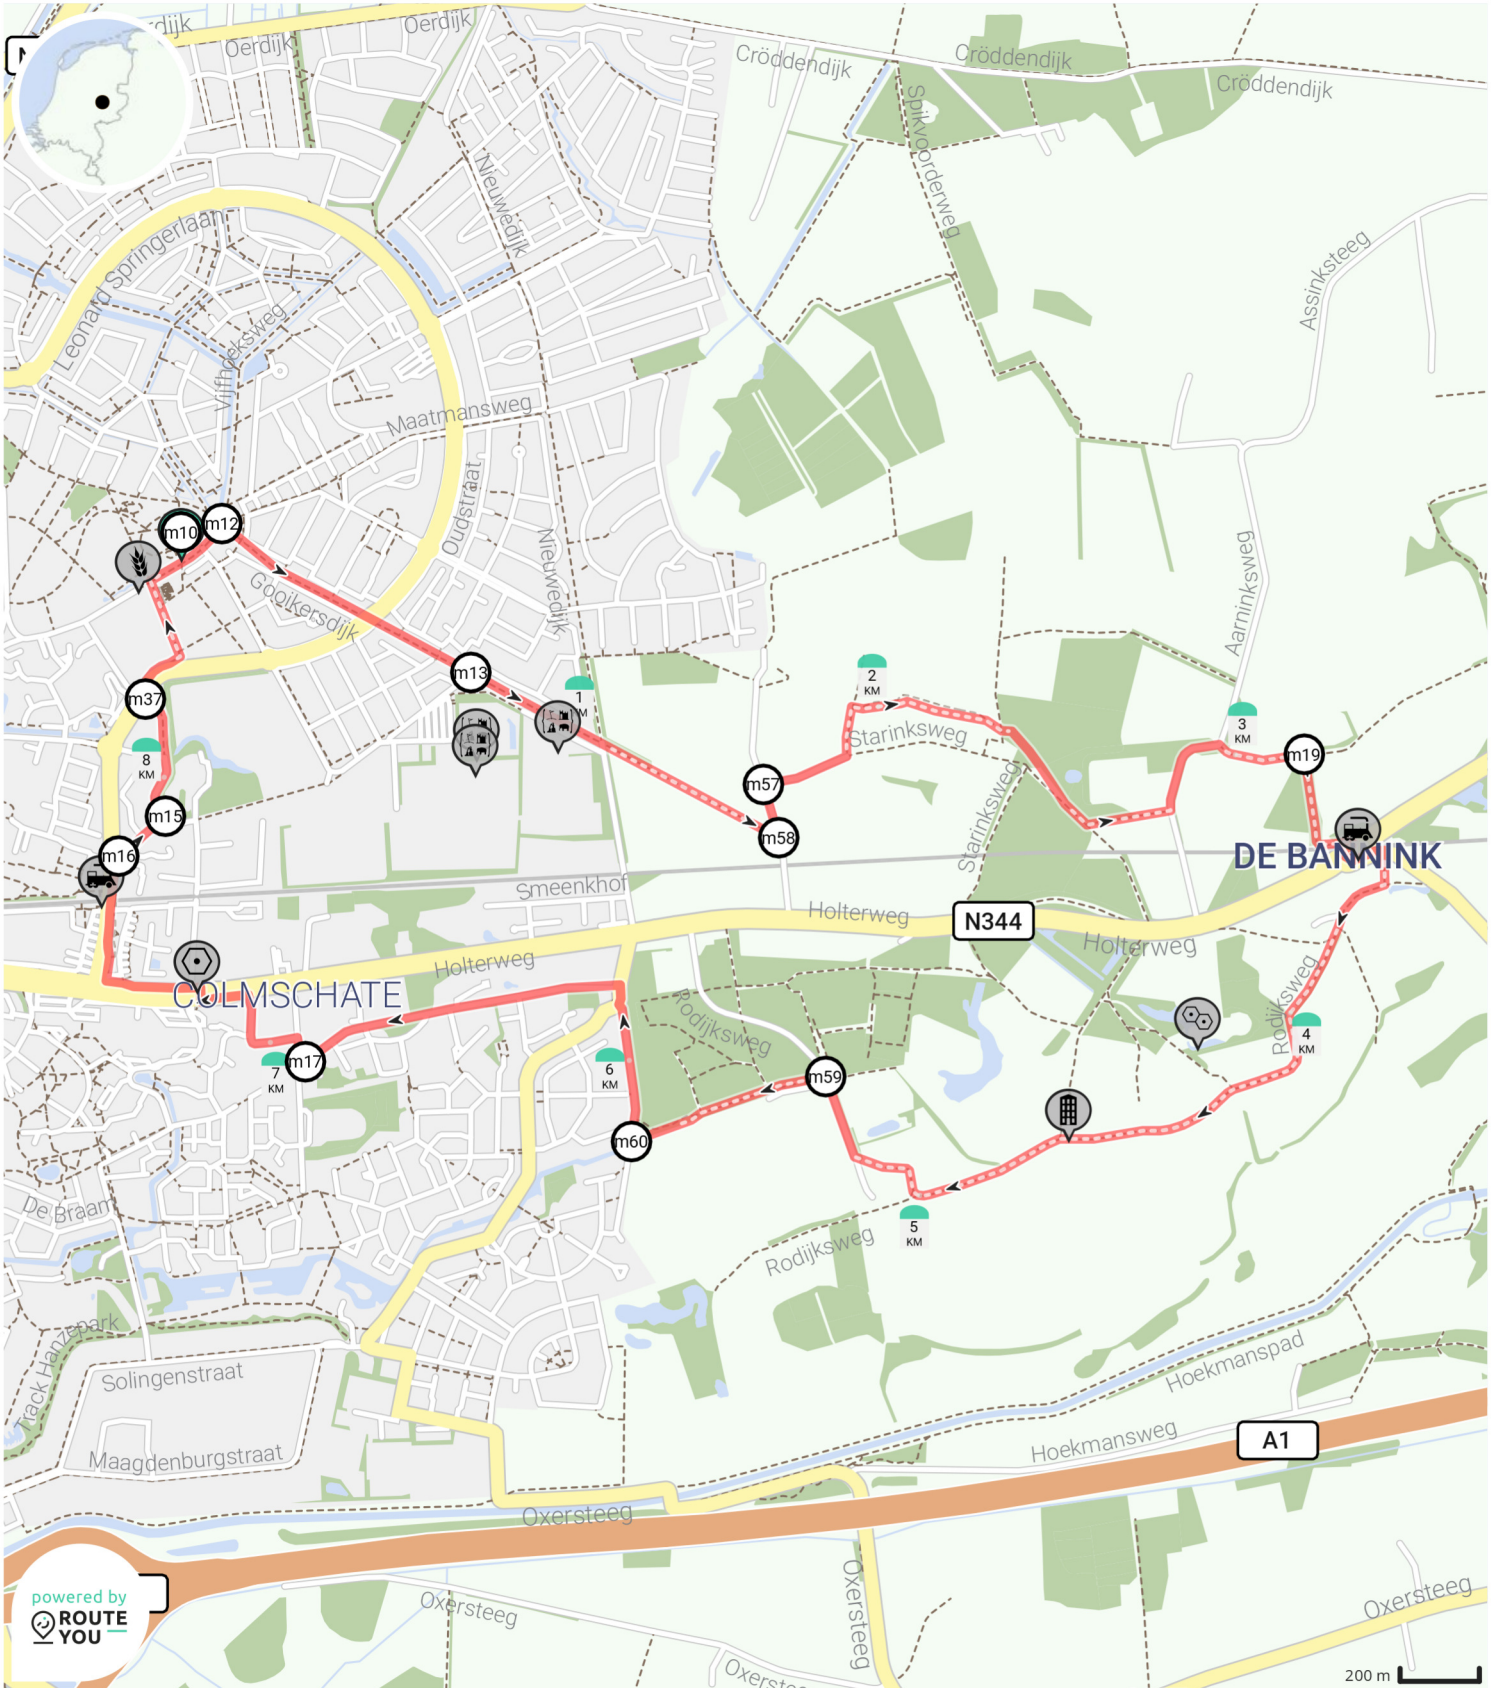 Oerdijk
Oerdijk
Cröddendijk
Cröddendijk
Cröddendijk
Spikvoorderweg
Nieuwedijk
Leonard Springerlaan
Vijfhoeksweg
Assinksteeg
Maatmansweg
Oudstraat
m10
m12
Nieuwedijk
Gooikersdijk
Aarninksweg
m13
m37
1
KM
2
KM
Starinksweg
3
KM
m19
8
KM
m57
m15
m58
Starinksweg
m16
DE BANNINK
Smeenkhof
Holterweg
N344
Holterweg
Holterweg
COLMSCHATE
Rodijksweg
Rodijksweg
4
KM
m17
7
KM
6
KM
m59
m60
De Braam
5
KM
Rodijksweg
Track Hanzepark
Solingenstraat
Hoekmanspad
Maagdenburgstraat
Hoekmansweg
A1
Oxersteeg
Oxersteeg
Oxersteeg
Oxersteeg
powered by
ROUTE
YOU
200 m